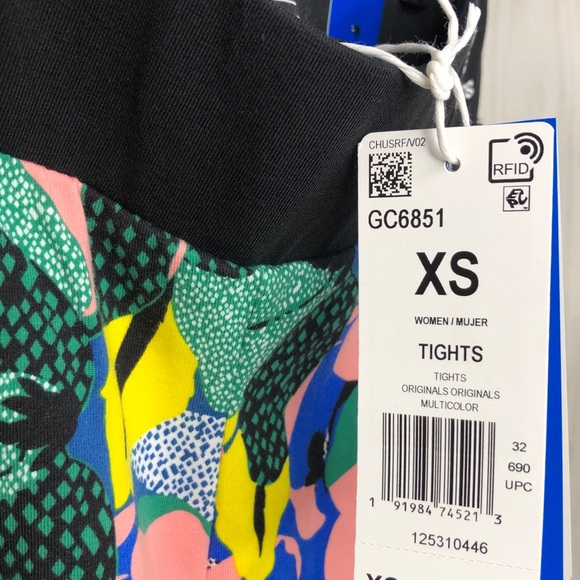 CHUSRF/V02
RFID
GC6851
XS
WOMEN / MUJER
TIGHTS
TIGHTS
ORIGINALS ORIGINALS
MULTICOLOR
32
690
UPC
1 91984 74521 3
125310446